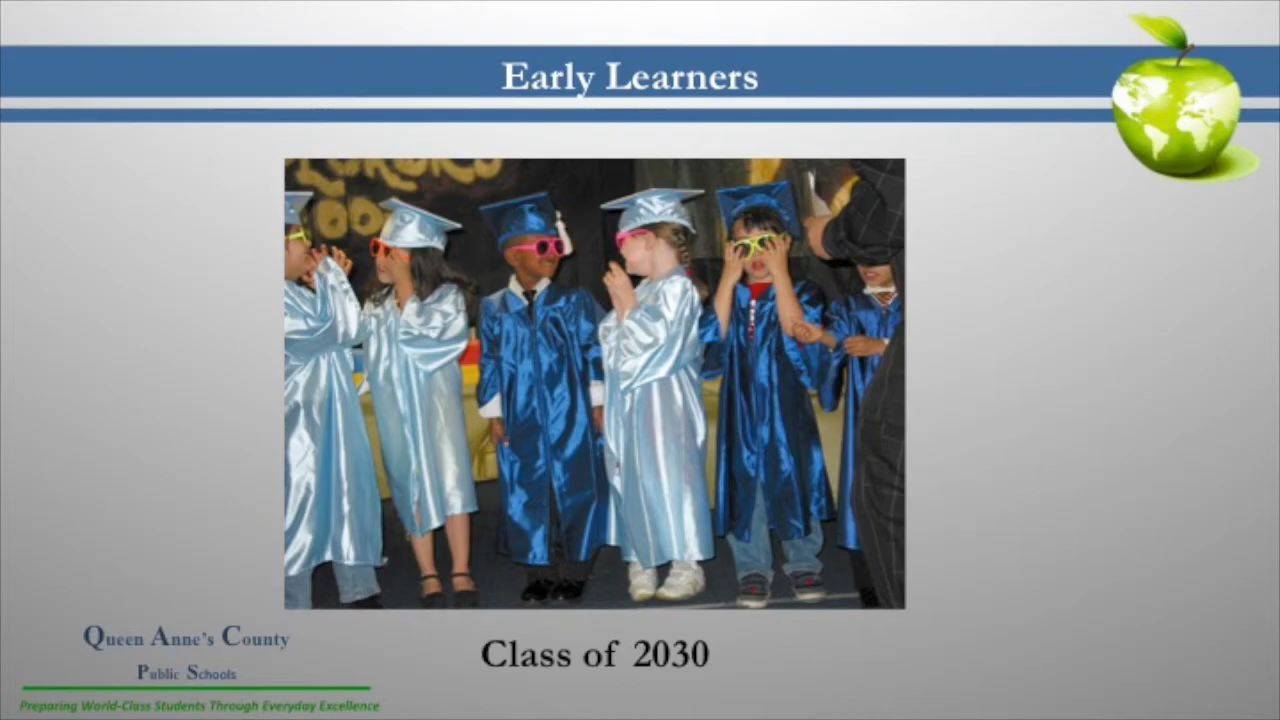 Early Learners
Class of 2030
Queen Anne's County
Public Schools
Preparing World-Class Students Through Everyday Excellence